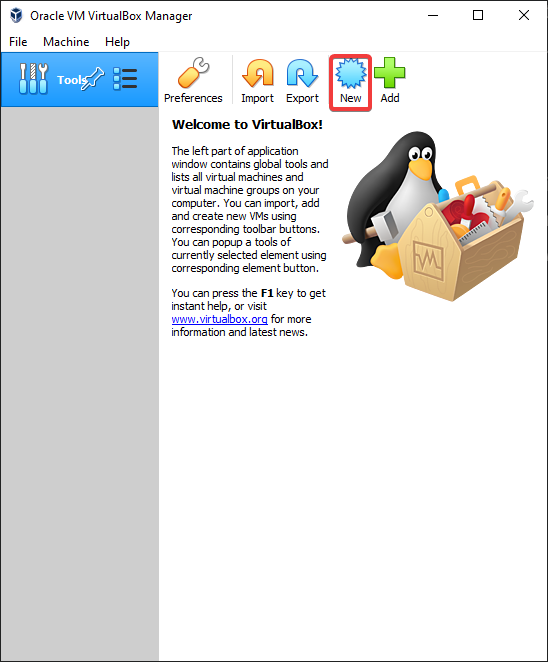 Oracle VM VirtualBox Manager
File Machine Help
Tools
Preferences Import Export New Add
Welcome to VirtualBox!
The left part of application
window contains global tools and
lists all virtual machines and
virtual machine groups on your
computer. You can import, add
and create new VMs using
corresponding toolbar buttons.
You can popup a tools of
currently selected element using
corresponding element button.
You can press the F1 key to get
instant help, or visit
www.virtualbox.org for more
information and latest news.